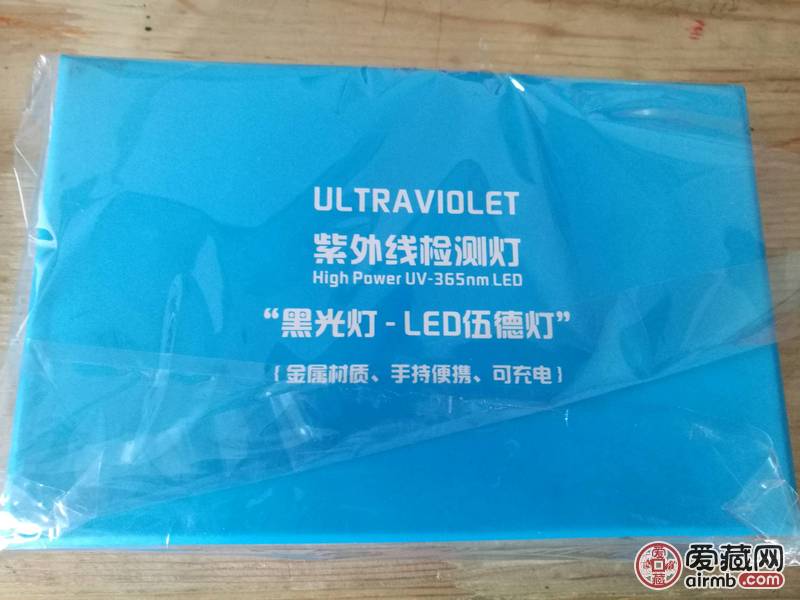 ULTRAVIOLET
紫外线检测灯
High Power UV-365nm LED
“黑光灯-LED伍德灯”
[金属材质、手持便携、可充电]
爱藏网
airmb.com